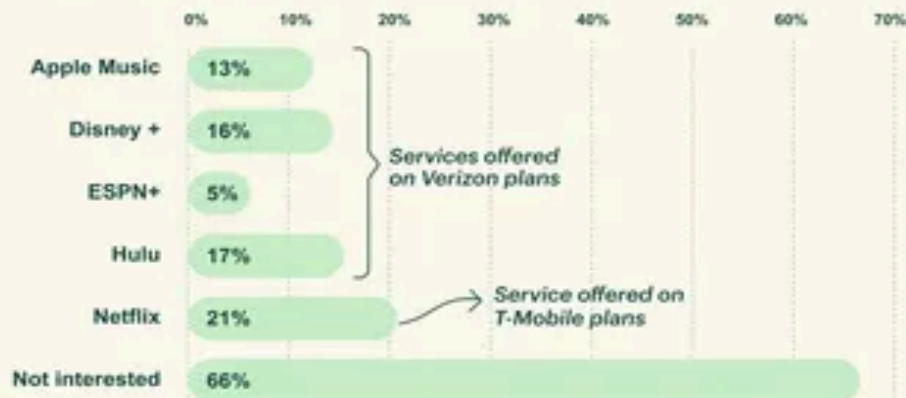 0% 10% 20% 30% 40% 50% 60% 70%
Apple Music 13%
Disney + 16%
Services offered
on Verizon plans
ESPN+ 5%
Hulu 17%
Service offered on
T-Mobile plans
Netflix 21%
Not interested 66%